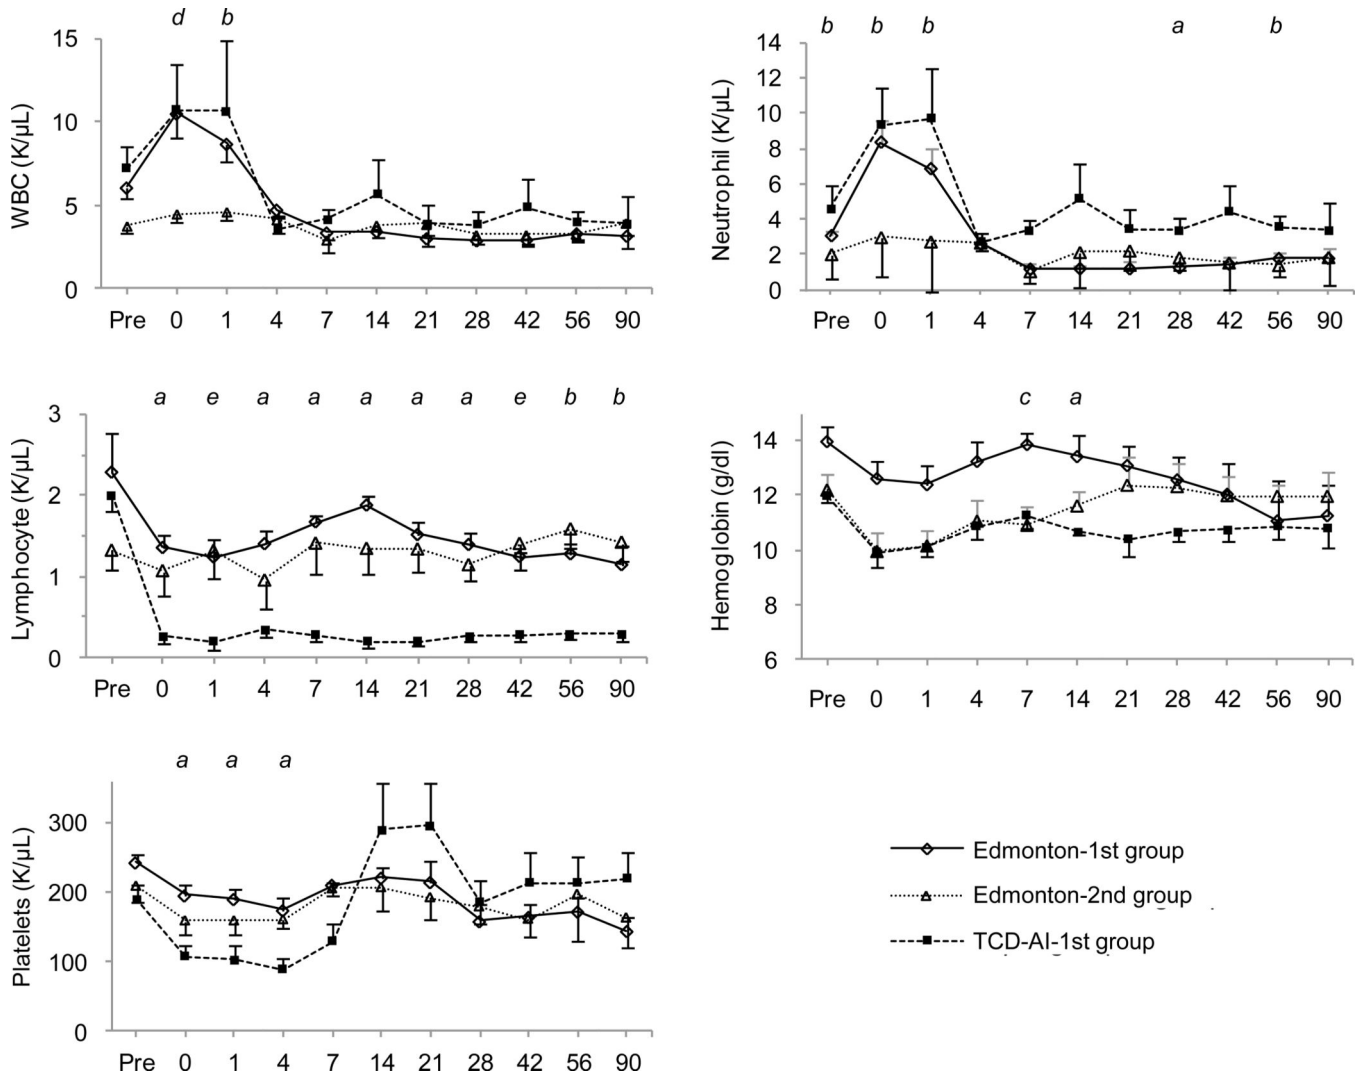 d b
WBC (K/µL)
15
10
5
0
Pre 0 1 4 7 14 21 28 42 56 90
b b b a b
Neutrophil (K/µL)
14
12
10
8
6
4
2
0
Pre 0 1 4 7 14 21 28 42 56 90
a e a a a a a e b b
Lymphocyte (K/µL)
3
2
1
0
Pre 0 1 4 7 14 21 28 42 56 90
c a
Hemoglobin (g/dl)
14
12
10
8
6
Pre 0 1 4 7 14 21 28 42 56 90
a a a
Platelets (K/µL)
300
200
100
0
Pre 0 1 4 7 14 21 28 42 56 90
Edmonton-1st group
Edmonton-2nd group
TCD-AI-1st group